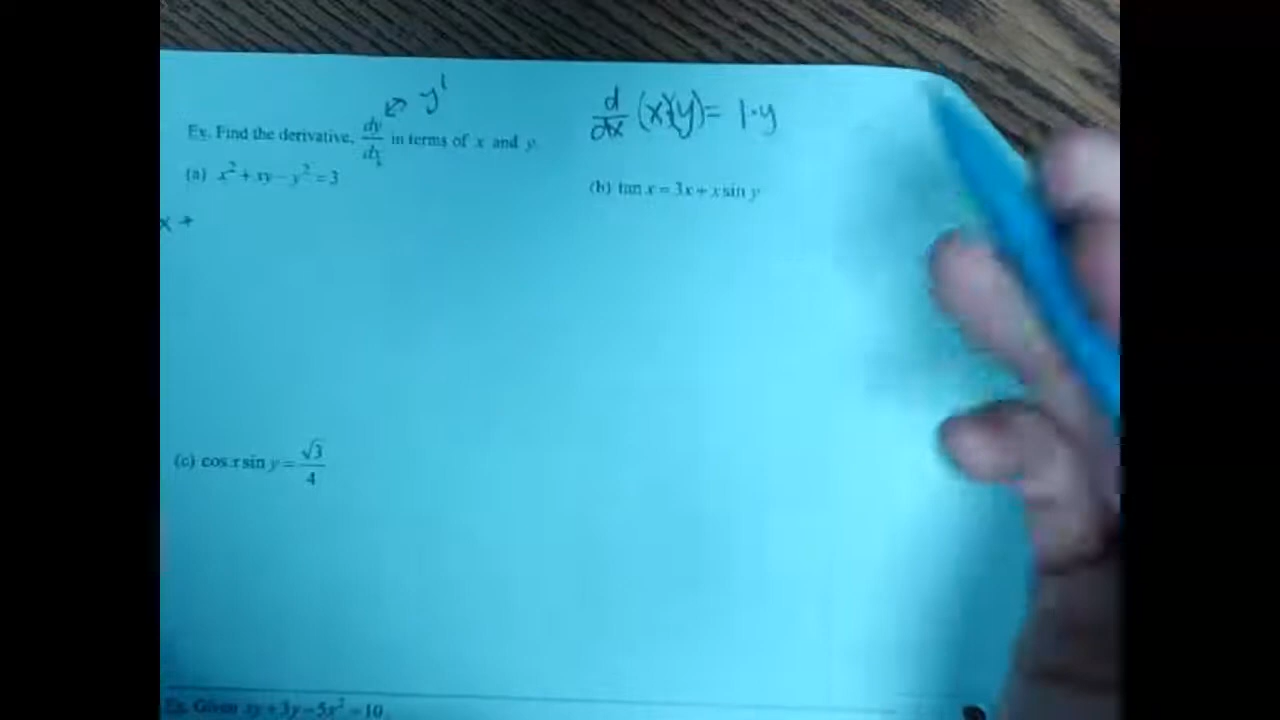 y'
d/dx (x)(y) = 1·y
Ex. Find the derivative, dy/dx in terms of x and y.
(a) x² + xy − y² = 3
(b) tan x = 3x + x sin y
x +
(c) cos x sin y = √3/4
Ex. Given xy + 3y − 5x² = 10